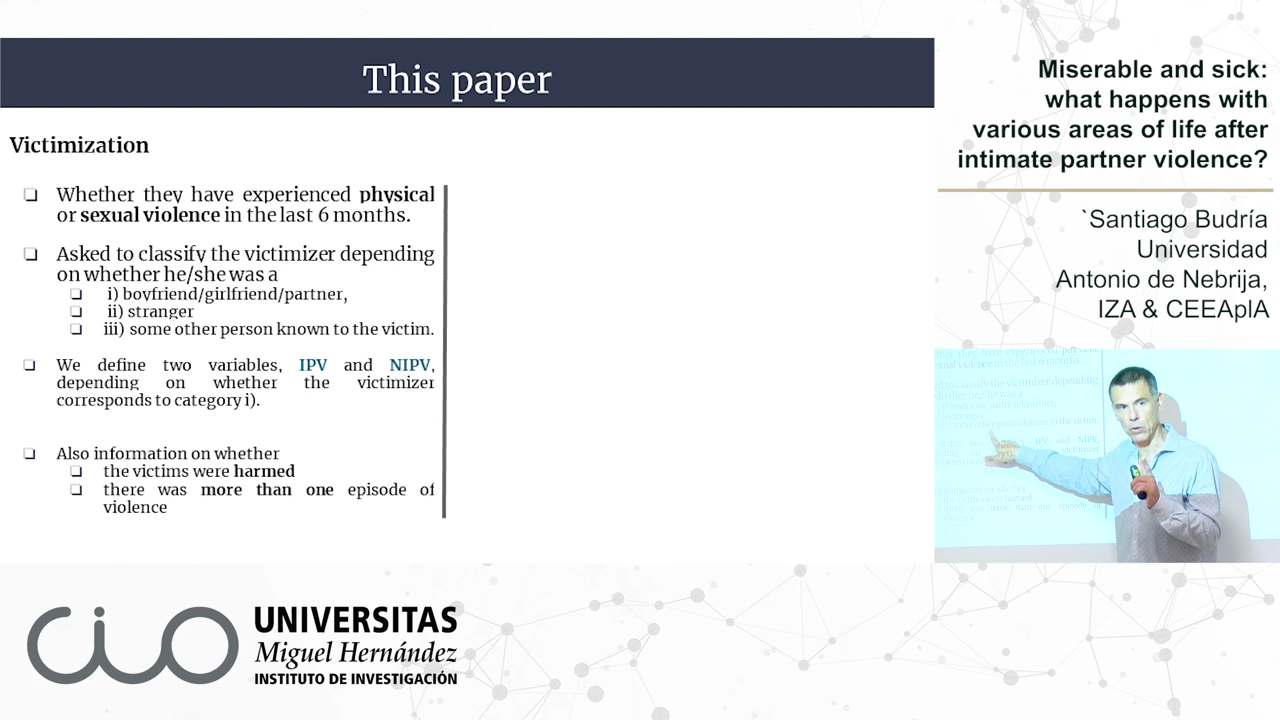 This paper
Victimization
Whether they have experienced physical
or sexual violence in the last 6 months.
Asked to classify the victimizer depending
on whether he/she was a
i) boyfriend/girlfriend/partner,
ii) stranger
iii) some other person known to the victim.
We define two variables, IPV and NIPV,
depending on whether the victimizer
corresponds to category i).
Also information on whether
the victims were harmed
there was more than one episode of
violence
Miserable and sick:
what happens with
various areas of life after
intimate partner violence?
`Santiago Budría
Universidad
Antonio de Nebrija,
IZA & CEEAplA
cio
UNIVERSITAS
Miguel Hernández
INSTITUTO DE INVESTIGACIÓN